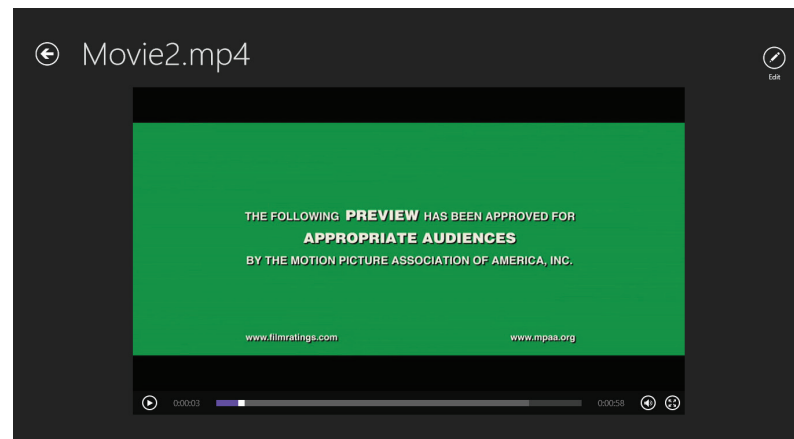 Movie2.mp4
Edit
THE FOLLOWING PREVIEW HAS BEEN APPROVED FOR
APPROPRIATE AUDIENCES
BY THE MOTION PICTURE ASSOCIATION OF AMERICA, INC.
www.filmratings.com www.mpaa.org
0:00:03 0:00:58